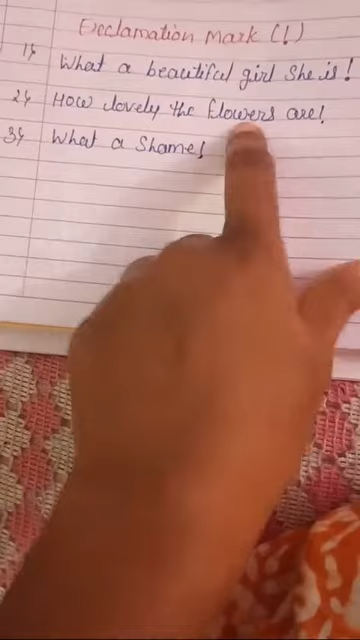 Exclamation Mark (!)
1) What a beautiful girl She is!
2) How lovely the flowers are!
3) What a Shame!